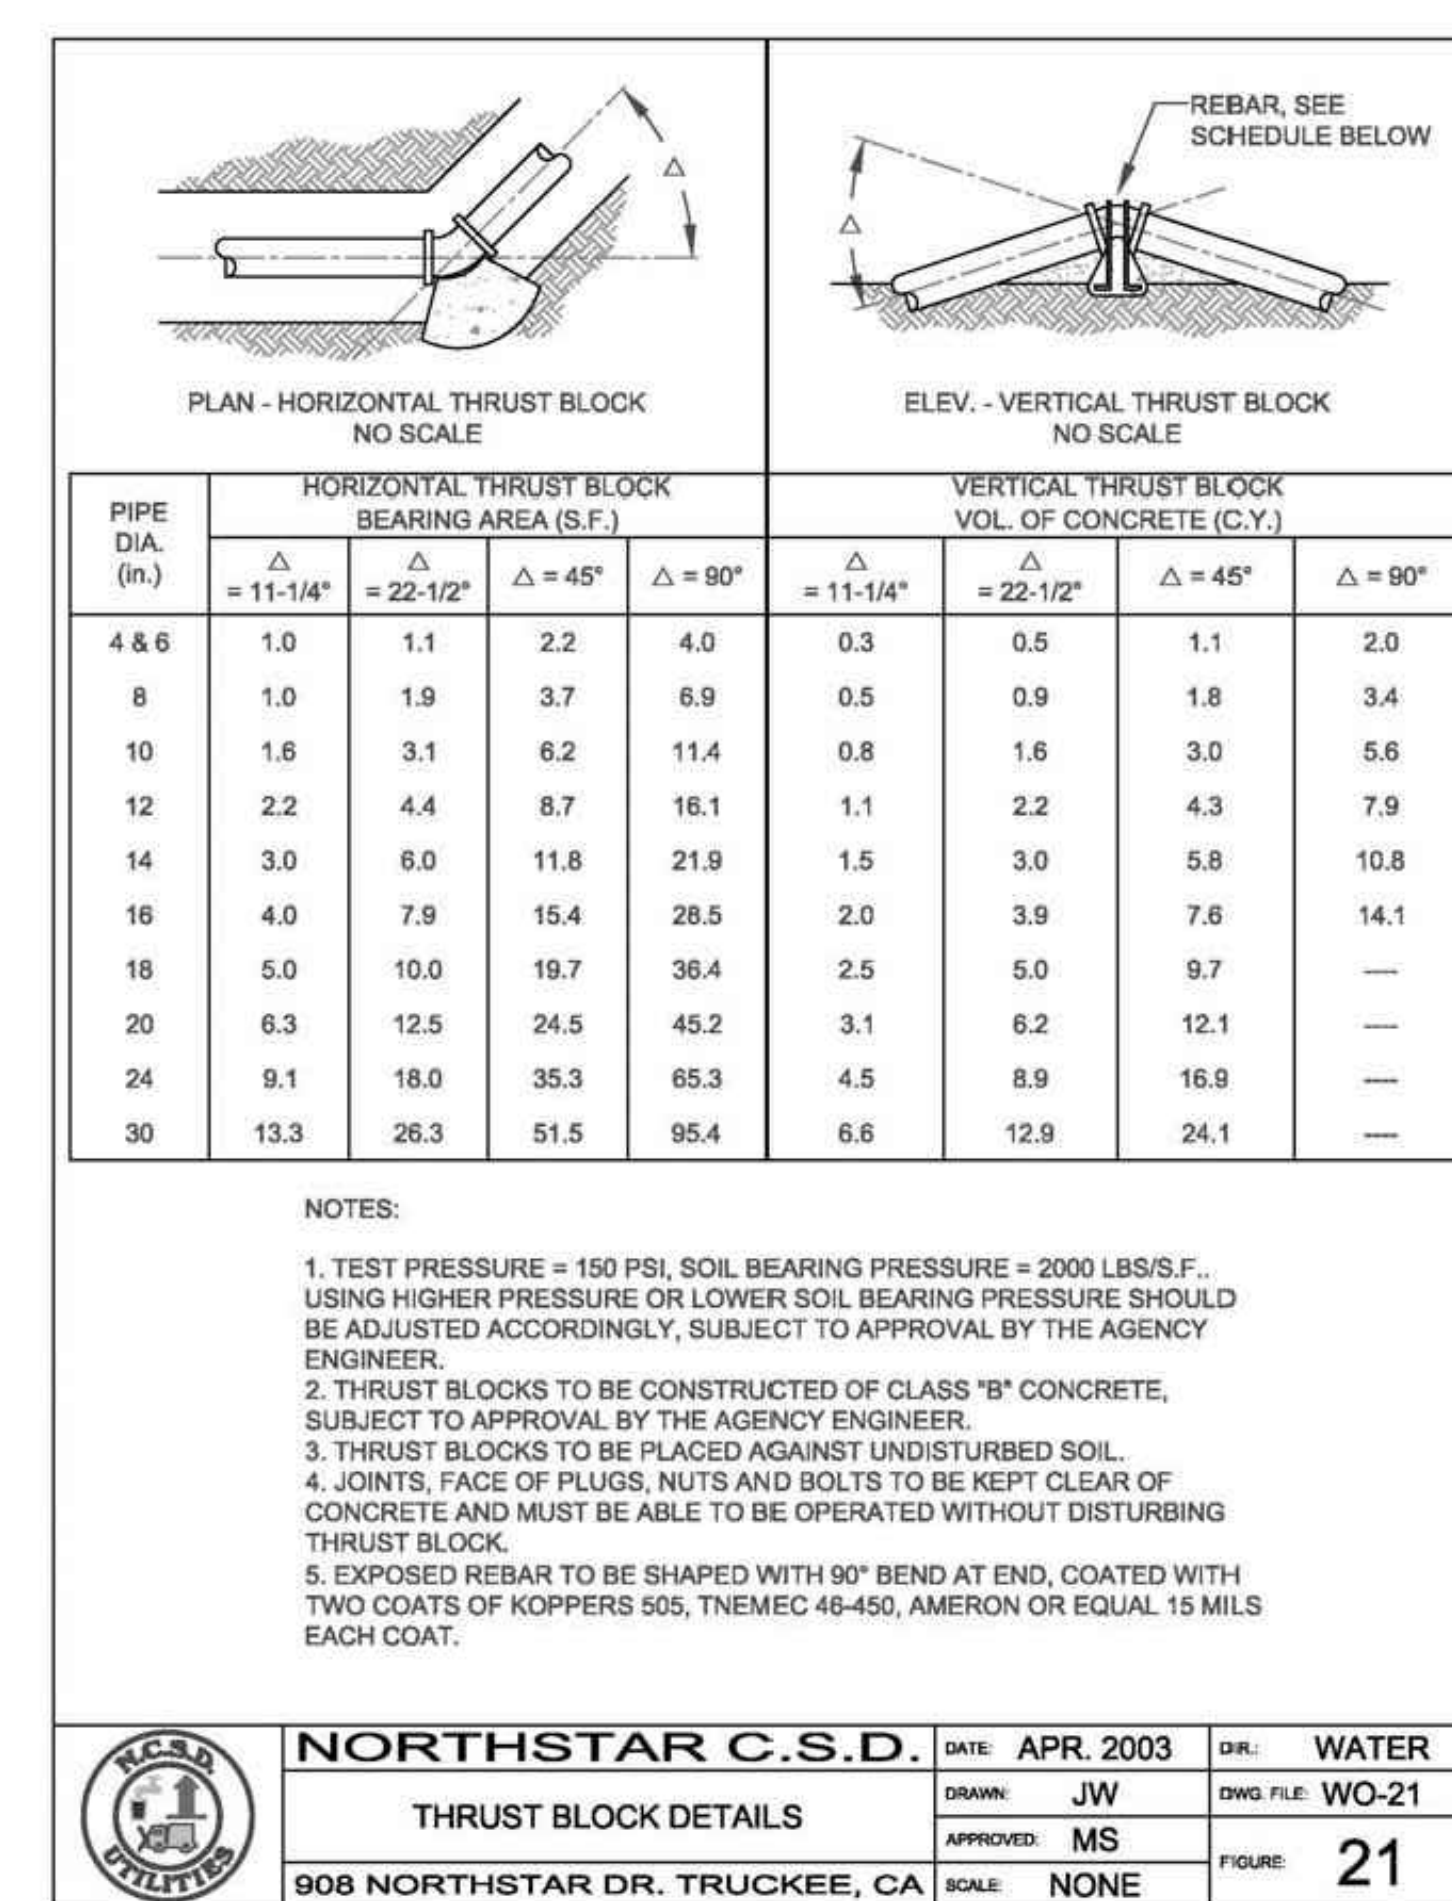 REBAR, SEE
SCHEDULE BELOW
△
△
PLAN - HORIZONTAL THRUST BLOCK
NO SCALE
ELEV. - VERTICAL THRUST BLOCK
NO SCALE
PIPE
DIA.
(in.)
HORIZONTAL THRUST BLOCK
BEARING AREA (S.F.)
VERTICAL THRUST BLOCK
VOL. OF CONCRETE (C.Y.)
△ = 11-1/4° △ = 22-1/2° △ = 45° △ = 90° △ = 11-1/4° △ = 22-1/2° △ = 45° △ = 90°
4 & 6 1.0 1.1 2.2 4.0 0.3 0.5 1.1 2.0
8 1.0 1.9 3.7 6.9 0.5 0.9 1.8 3.4
10 1.6 3.1 6.2 11.4 0.8 1.6 3.0 5.6
12 2.2 4.4 8.7 16.1 1.1 2.2 4.3 7.9
14 3.0 6.0 11.8 21.9 1.5 3.0 5.8 10.8
16 4.0 7.9 15.4 28.5 2.0 3.9 7.6 14.1
18 5.0 10.0 19.7 36.4 2.5 5.0 9.7 ----
20 6.3 12.5 24.5 45.2 3.1 6.2 12.1 ----
24 9.1 18.0 35.3 65.3 4.5 8.9 16.9 ----
30 13.3 26.3 51.5 95.4 6.6 12.9 24.1 ----
NOTES:
1. TEST PRESSURE = 150 PSI, SOIL BEARING PRESSURE = 2000 LBS/S.F..
USING HIGHER PRESSURE OR LOWER SOIL BEARING PRESSURE SHOULD
BE ADJUSTED ACCORDINGLY, SUBJECT TO APPROVAL BY THE AGENCY
ENGINEER.
2. THRUST BLOCKS TO BE CONSTRUCTED OF CLASS "B" CONCRETE,
SUBJECT TO APPROVAL BY THE AGENCY ENGINEER.
3. THRUST BLOCKS TO BE PLACED AGAINST UNDISTURBED SOIL.
4. JOINTS, FACE OF PLUGS, NUTS AND BOLTS TO BE KEPT CLEAR OF
CONCRETE AND MUST BE ABLE TO BE OPERATED WITHOUT DISTURBING
THRUST BLOCK.
5. EXPOSED REBAR TO BE SHAPED WITH 90° BEND AT END, COATED WITH
TWO COATS OF KOPPERS 505, TNEMEC 46-450, AMERON OR EQUAL 15 MILS
EACH COAT.
N.C.S.D.
UTILITIES
NORTHSTAR C.S.D.
THRUST BLOCK DETAILS
908 NORTHSTAR DR. TRUCKEE, CA
DATE: APR. 2003
DRAWN: JW
APPROVED: MS
SCALE: NONE
DIR.: WATER
DWG. FILE: WO-21
FIGURE: 21